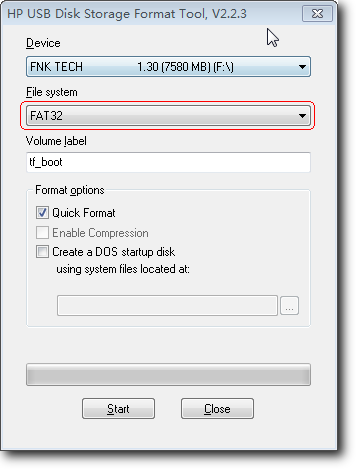 HP USB Disk Storage Format Tool, V2.2.3
Device
FNK TECH 1.30 (7580 MB) (F:\)
File system
FAT32
Volume label
tf_boot
Format options
Quick Format
Enable Compression
Create a DOS startup disk
using system files located at:
...
Start
Close